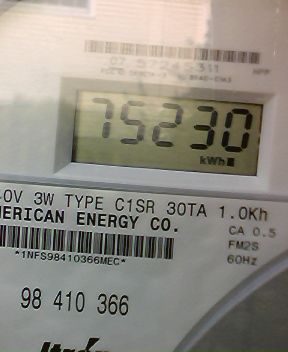 75230
kWh
0V 3W TYPE C1SR 30TA 1.0Kh
MERICAN ENERGY CO.
CA 0.5
FM2S
60Hz
*1NFS98410366MEC*
98 410 366
Itrón